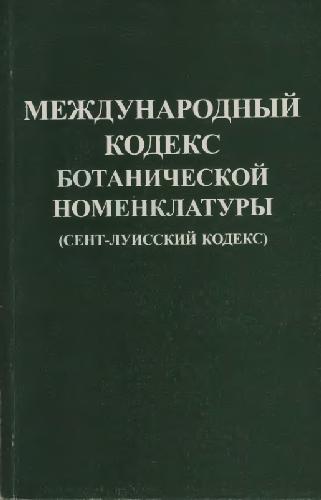 МЕЖДУНАРОДНЫЙ
КОДЕКС
БОТАНИЧЕСКОЙ
НОМЕНКЛАТУРЫ
(СЕНТ-ЛУИССКИЙ КОДЕКС)